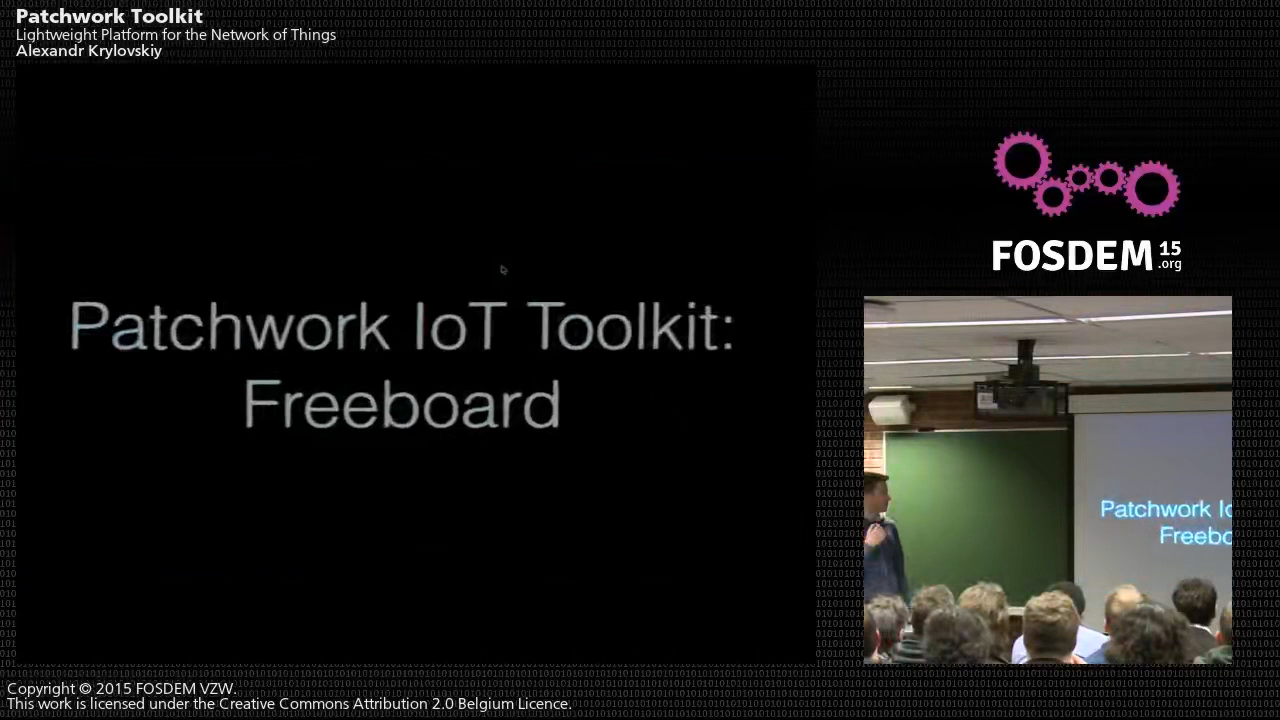 Patchwork Toolkit
Lightweight Platform for the Network of Things
Alexandr Krylovskiy
Patchwork IoT Toolkit:
Freeboard
FOSDEM 15
.org
Patchwork Io
Freebo
Copyright © 2015 FOSDEM VZW.
This work is licensed under the Creative Commons Attribution 2.0 Belgium Licence.